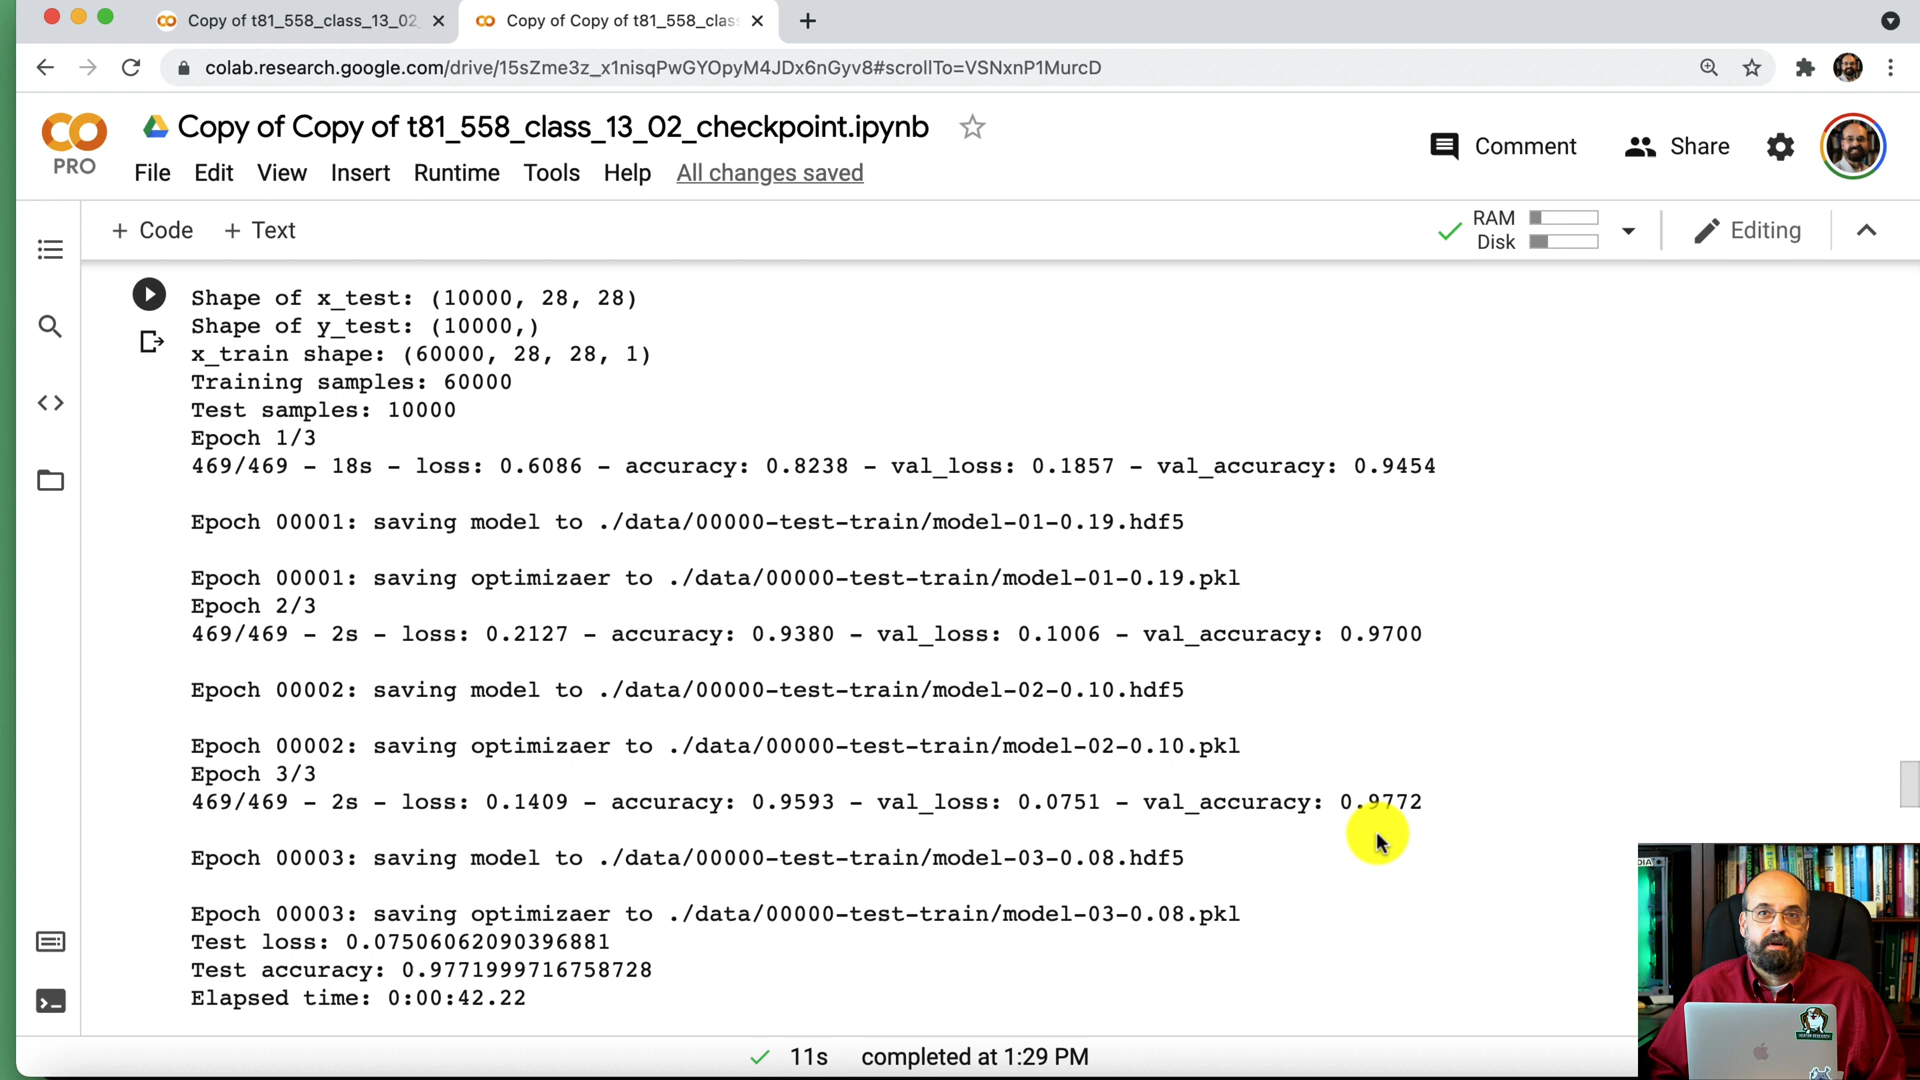 Copy of t81_558_class_13_02_
Copy of Copy of t81_558_clas
colab.research.google.com/drive/15sZme3z_x1nisqPwGYOpyM4JDx6nGyv8#scrollTo=VSNxnP1MurcD
PRO
Copy of Copy of t81_558_class_13_02_checkpoint.ipynb
File Edit View Insert Runtime Tools Help All changes saved
Comment Share
+ Code + Text
RAM
Disk
Editing
Shape of x_test: (10000, 28, 28)
Shape of y_test: (10000,)
x_train shape: (60000, 28, 28, 1)
Training samples: 60000
Test samples: 10000
Epoch 1/3
469/469 - 18s - loss: 0.6086 - accuracy: 0.8238 - val_loss: 0.1857 - val_accuracy: 0.9454
Epoch 00001: saving model to ./data/00000-test-train/model-01-0.19.hdf5
Epoch 00001: saving optimizaer to ./data/00000-test-train/model-01-0.19.pkl
Epoch 2/3
469/469 - 2s - loss: 0.2127 - accuracy: 0.9380 - val_loss: 0.1006 - val_accuracy: 0.9700
Epoch 00002: saving model to ./data/00000-test-train/model-02-0.10.hdf5
Epoch 00002: saving optimizaer to ./data/00000-test-train/model-02-0.10.pkl
Epoch 3/3
469/469 - 2s - loss: 0.1409 - accuracy: 0.9593 - val_loss: 0.0751 - val_accuracy: 0.9772
Epoch 00003: saving model to ./data/00000-test-train/model-03-0.08.hdf5
Epoch 00003: saving optimizaer to ./data/00000-test-train/model-03-0.08.pkl
Test loss: 0.07506062090396881
Test accuracy: 0.9771999716758728
Elapsed time: 0:00:42.22
11s completed at 1:29 PM